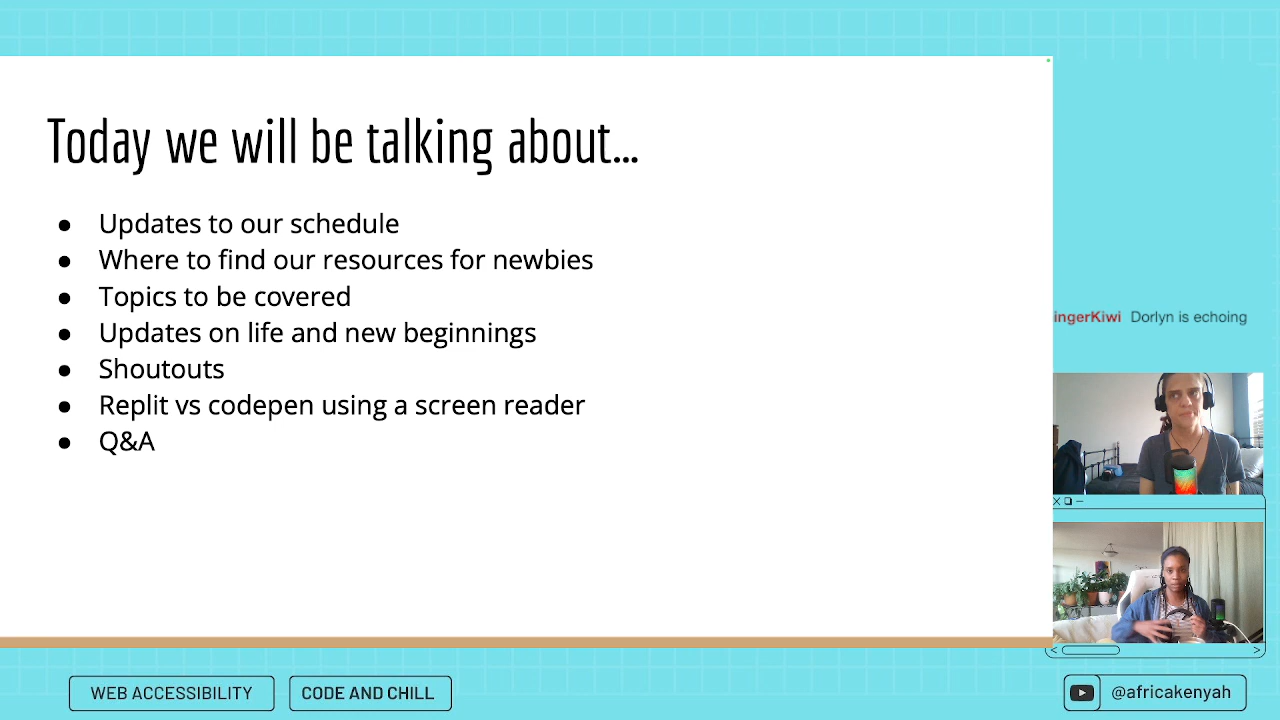 Today we will be talking about...
● Updates to our schedule
● Where to find our resources for newbies
● Topics to be covered
● Updates on life and new beginnings
● Shoutouts
● Replit vs codepen using a screen reader
● Q&A
ingerKiwi Dorlyn is echoing
WEB ACCESSIBILITY
CODE AND CHILL
@africakenyah